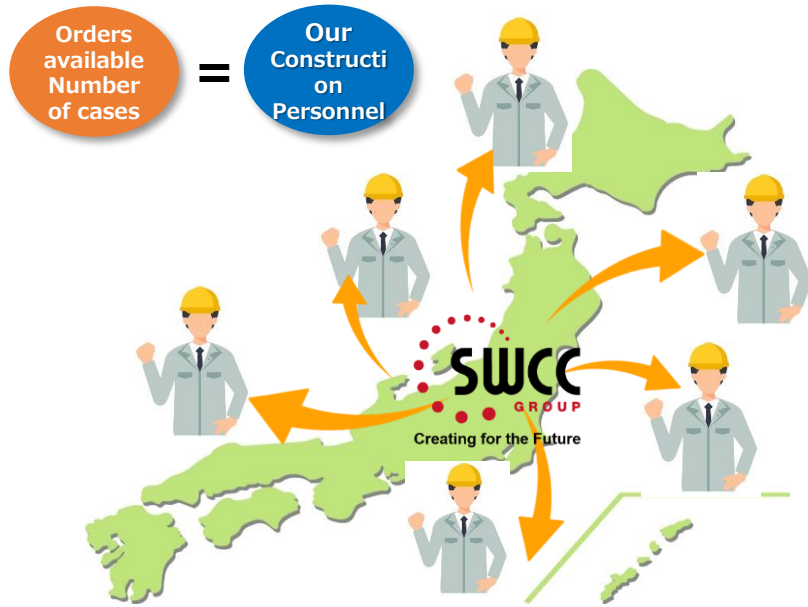 Orders
available
Number
of cases
=
Our
Constructi
on
Personnel
SWCC
GROUP
Creating for the Future